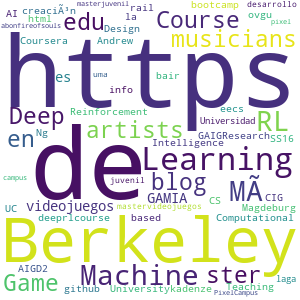 masterjuvenil bootcamp
AI creaciÃ³n rail desarrollo
abonfireofsouls html la Design ovgu pixel
Coursera Andrew edu Course
https musicians
es info bair
Deep Reinforcement eecs
en Ng artists GAIGResearch RL SS16
uma Intelligence Universidad
de Learning
campus juvenil blog MÃ
UC videojuegos GAMIA CS CIG
deeprlcourse based Computational Magdeburg
mastervideojuegos
Berkeley
AIGD2 Machine ster
Game github Universitykadenze Teaching laga
PixelCampus